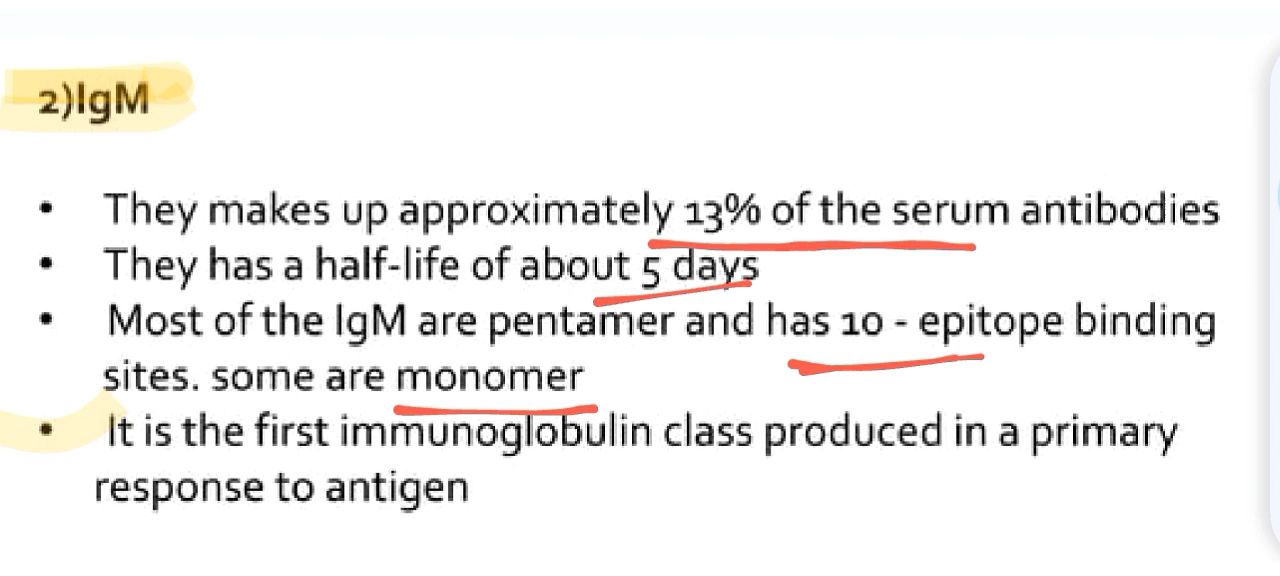 2)IgM
• They makes up approximately 13% of the serum antibodies
• They has a half-life of about 5 days
• Most of the IgM are pentamer and has 10 - epitope binding
sites. some are monomer
• It is the first immunoglobulin class produced in a primary
response to antigen